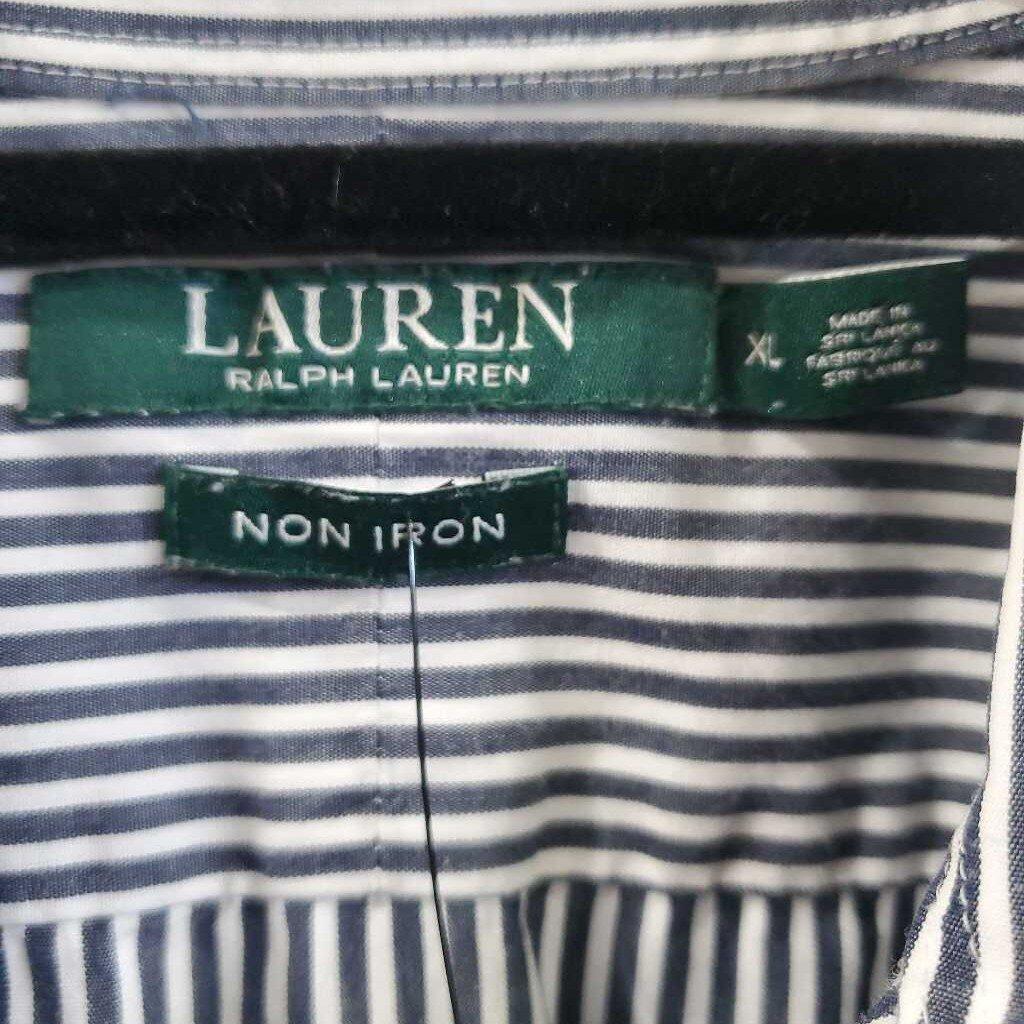 LAUREN
RALPH LAUREN
XL
MADE IN
SRI LANKA
FABRIQUÉ AU
SRI LANKA
NON IRON